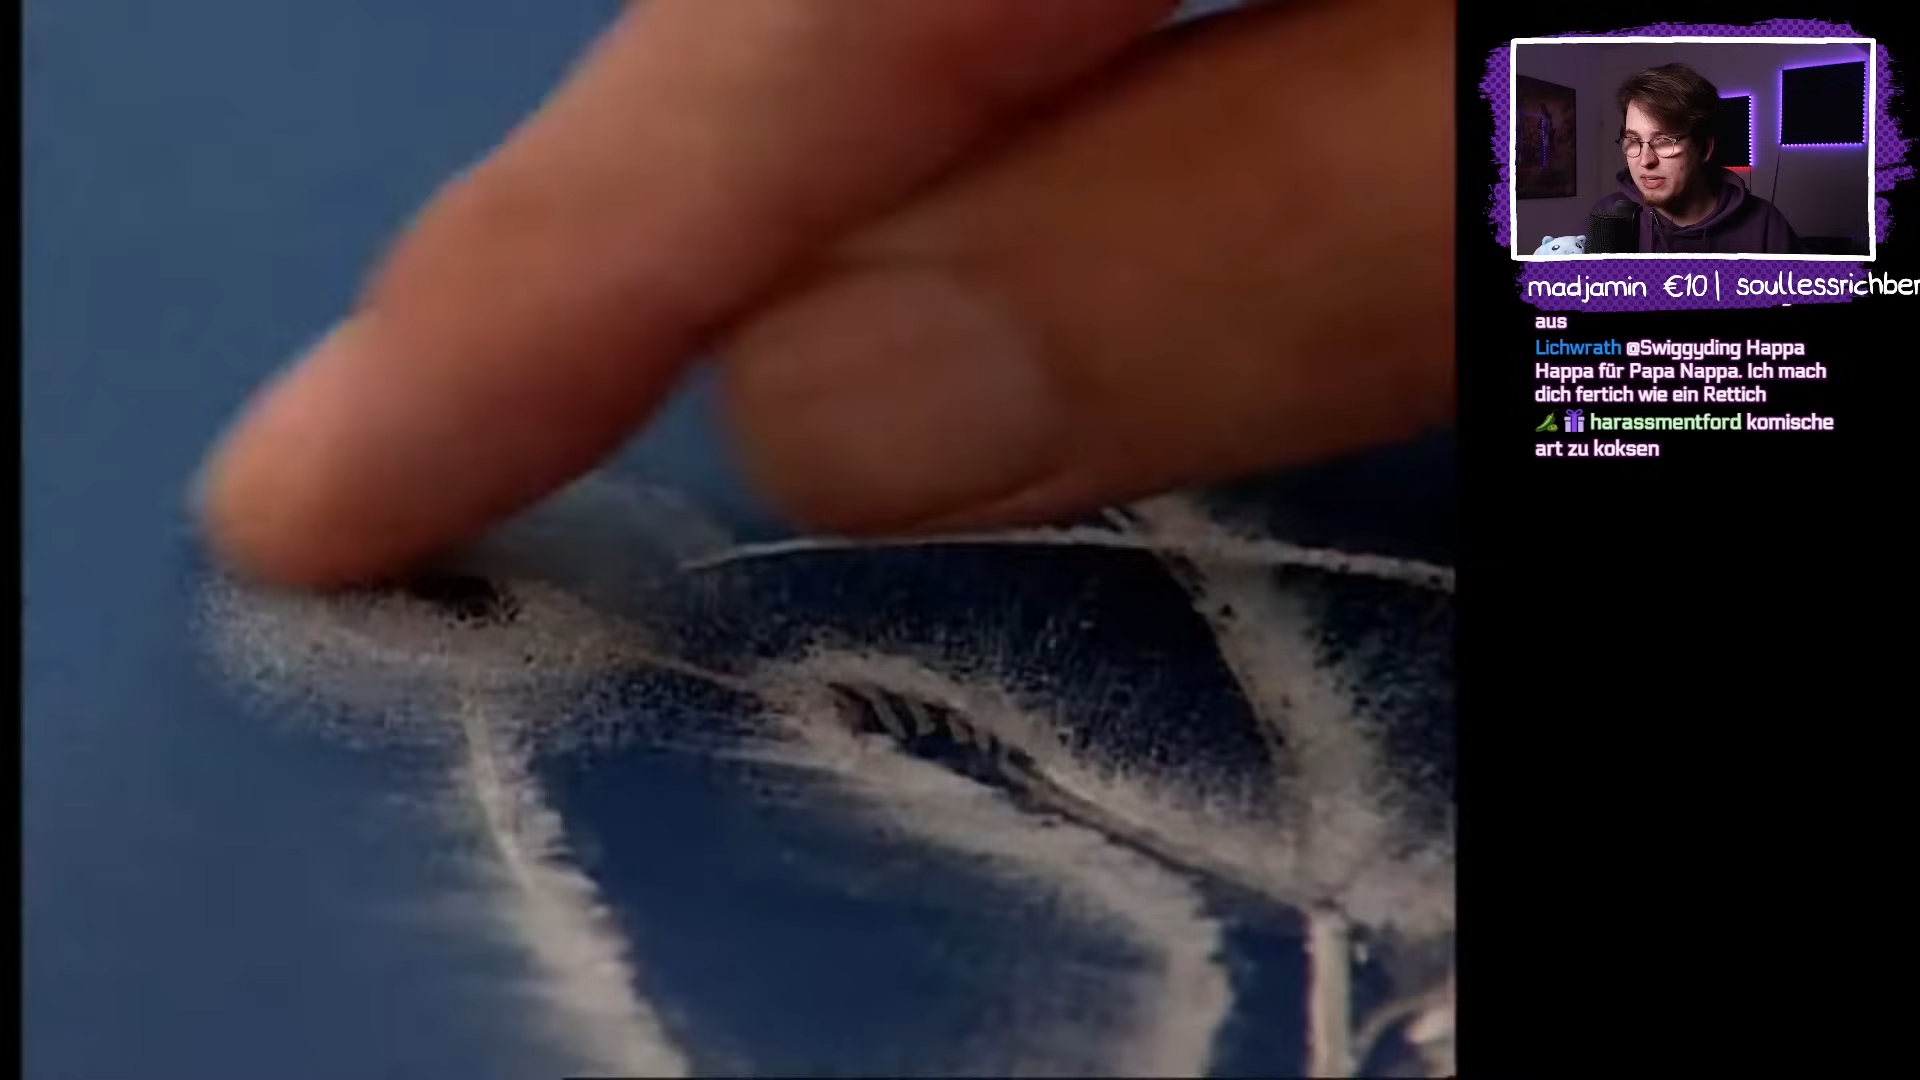 madjamin €10 | soullessrichber
aus
Lichwrath @Swiggyding Happa
Happa für Papa Nappa. Ich mach
dich fertich wie ein Rettich
harassmentford komische
art zu koksen